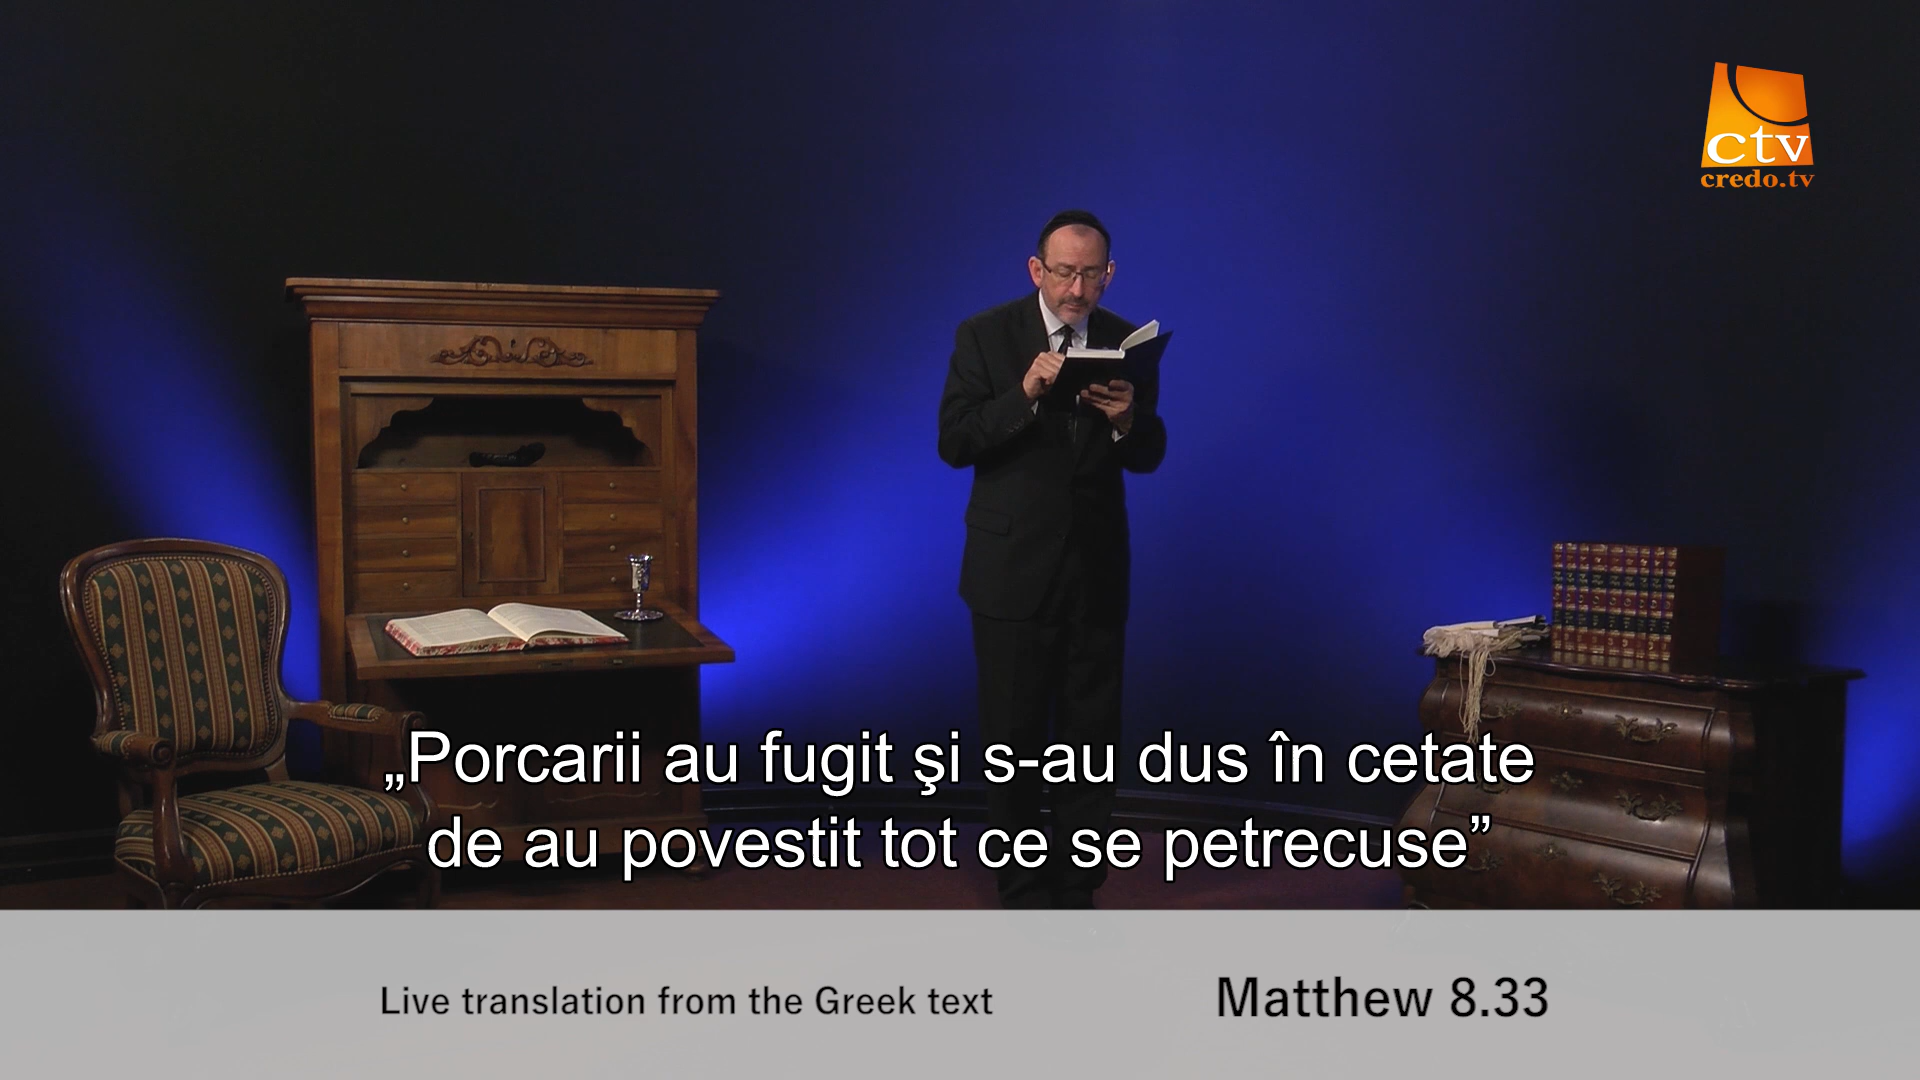 ctv
credo.tv
„Porcarii au fugit şi s-au dus în cetate
de au povestit tot ce se petrecuse”
Live translation from the Greek text
Matthew 8.33